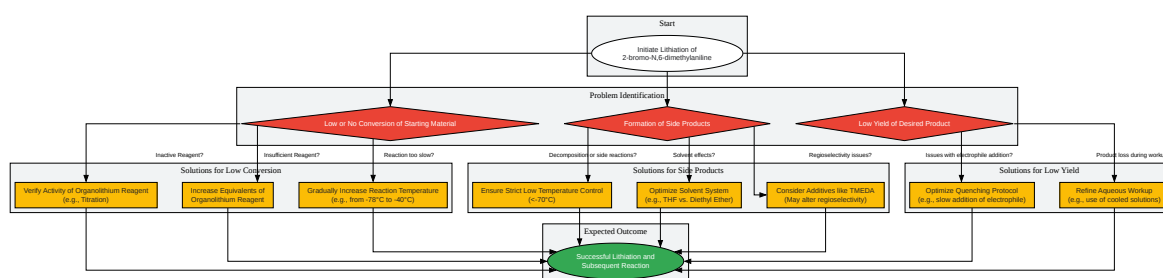 Start
Initiate Lithiation of
2-bromo-N,6-dimethylaniline
Problem Identification
Low or No Conversion of Starting Material
Formation of Side Products
Low Yield of Desired Product
Inactive Reagent?
Insufficient Reagent?
Reaction too slow?
Decomposition or side reactions?
Solvent effects?
Regioselectivity issues?
Issues with electrophile addition?
Product loss during worku
Solutions for Low Conversion
Solutions for Side Products
Solutions for Low Yield
Verify Activity of Organolithium Reagent
(e.g., Titration)
Increase Equivalents of
Organolithium Reagent
Gradually Increase Reaction Temperature
(e.g., from -78°C to -40°C)
Ensure Strict Low Temperature Control
(<-70°C)
Optimize Solvent System
(e.g., THF vs. Diethyl Ether)
Consider Additives like TMEDA
(May alter regioselectivity)
Optimize Quenching Protocol
(e.g., slow addition of electrophile)
Refine Aqueous Workup
(e.g., use of cooled solutions)
Expected Outcome
Successful Lithiation and
Subsequent Reaction